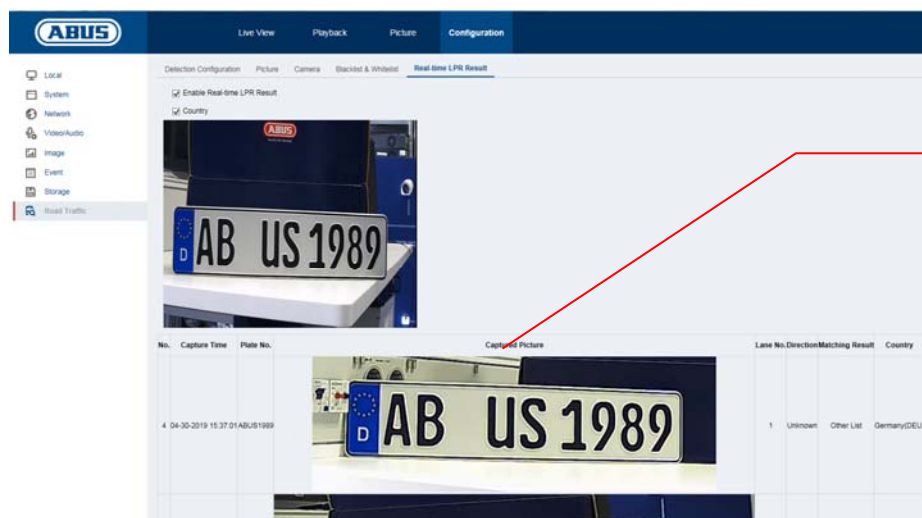 ABUS
Live View Playback Picture Configuration
Detection Configuration Picture Camera Blacklist & Whitelist Real-time LPR Result
Local
System
Network
Video/Audio
Image
Event
Storage
Road Traffic
Enable Real-time LPR Result
Country
ABUS
D AB US 1989
No. Capture Time Plate No. Captured Picture Lane No. Direction Matching Result Country
4 04-30-2019 15:37:01 ABUS1989 1 Unknown Other List Germany(DEU
D AB US 1989